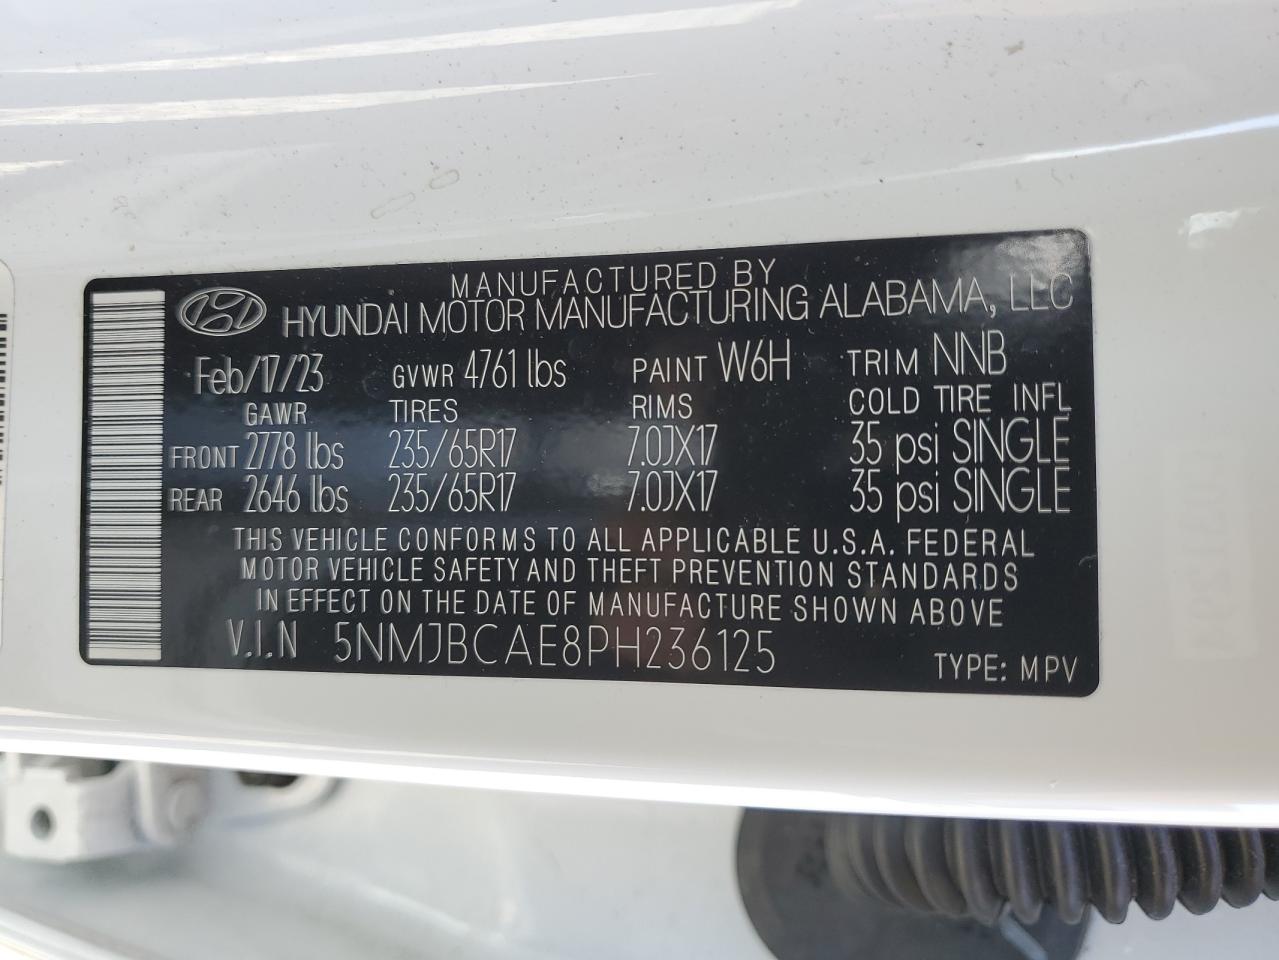 MANUFACTURED BY
HYUNDAI MOTOR MANUFACTURING ALABAMA, LLC
Feb/17/23 GVWR 4761 lbs PAINT W6H TRIM NNB
GAWR TIRES RIMS COLD TIRE INFL
FRONT 2778 lbs 235/65R17 7.0JX17 35 psi SINGLE
REAR 2646 lbs 235/65R17 7.0JX17 35 psi SINGLE
THIS VEHICLE CONFORMS TO ALL APPLICABLE U.S.A. FEDERAL
MOTOR VEHICLE SAFETY AND THEFT PREVENTION STANDARDS
IN EFFECT ON THE DATE OF MANUFACTURE SHOWN ABOVE
V.I.N 5NMJBCAE8PH236125
TYPE: MPV